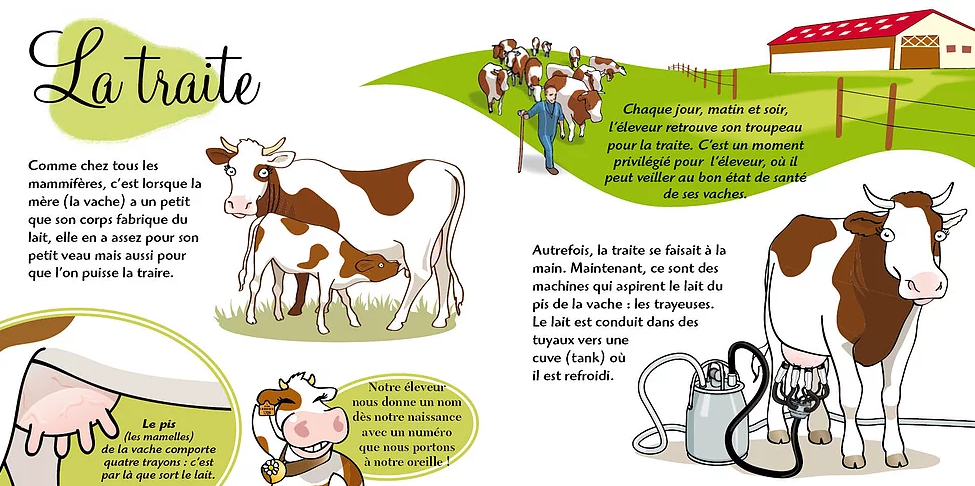 La traite
Comme chez tous les
mammifères, c'est lorsque la
mère (la vache) a un petit
que son corps fabrique du
lait, elle en a assez pour son
petit veau mais aussi pour
que l'on puisse la traire.
Le pis
(les mamelles)
de la vache comporte
quatre trayons : c'est
par là que sort le lait.
Notre éleveur
nous donne un nom
dès notre naissance
avec un numéro
que nous portons
à notre oreille !
Chaque jour, matin et soir,
l'éleveur retrouve son troupeau
pour la traite. C'est un moment
privilégié pour l'éleveur, où il
peut veiller au bon état de santé
de ses vaches.
Autrefois, la traite se faisait à la
main. Maintenant, ce sont des
machines qui aspirent le lait du
pis de la vache : les trayeuses.
Le lait est conduit dans des
tuyaux vers une
cuve (tank) où
il est refroidi.